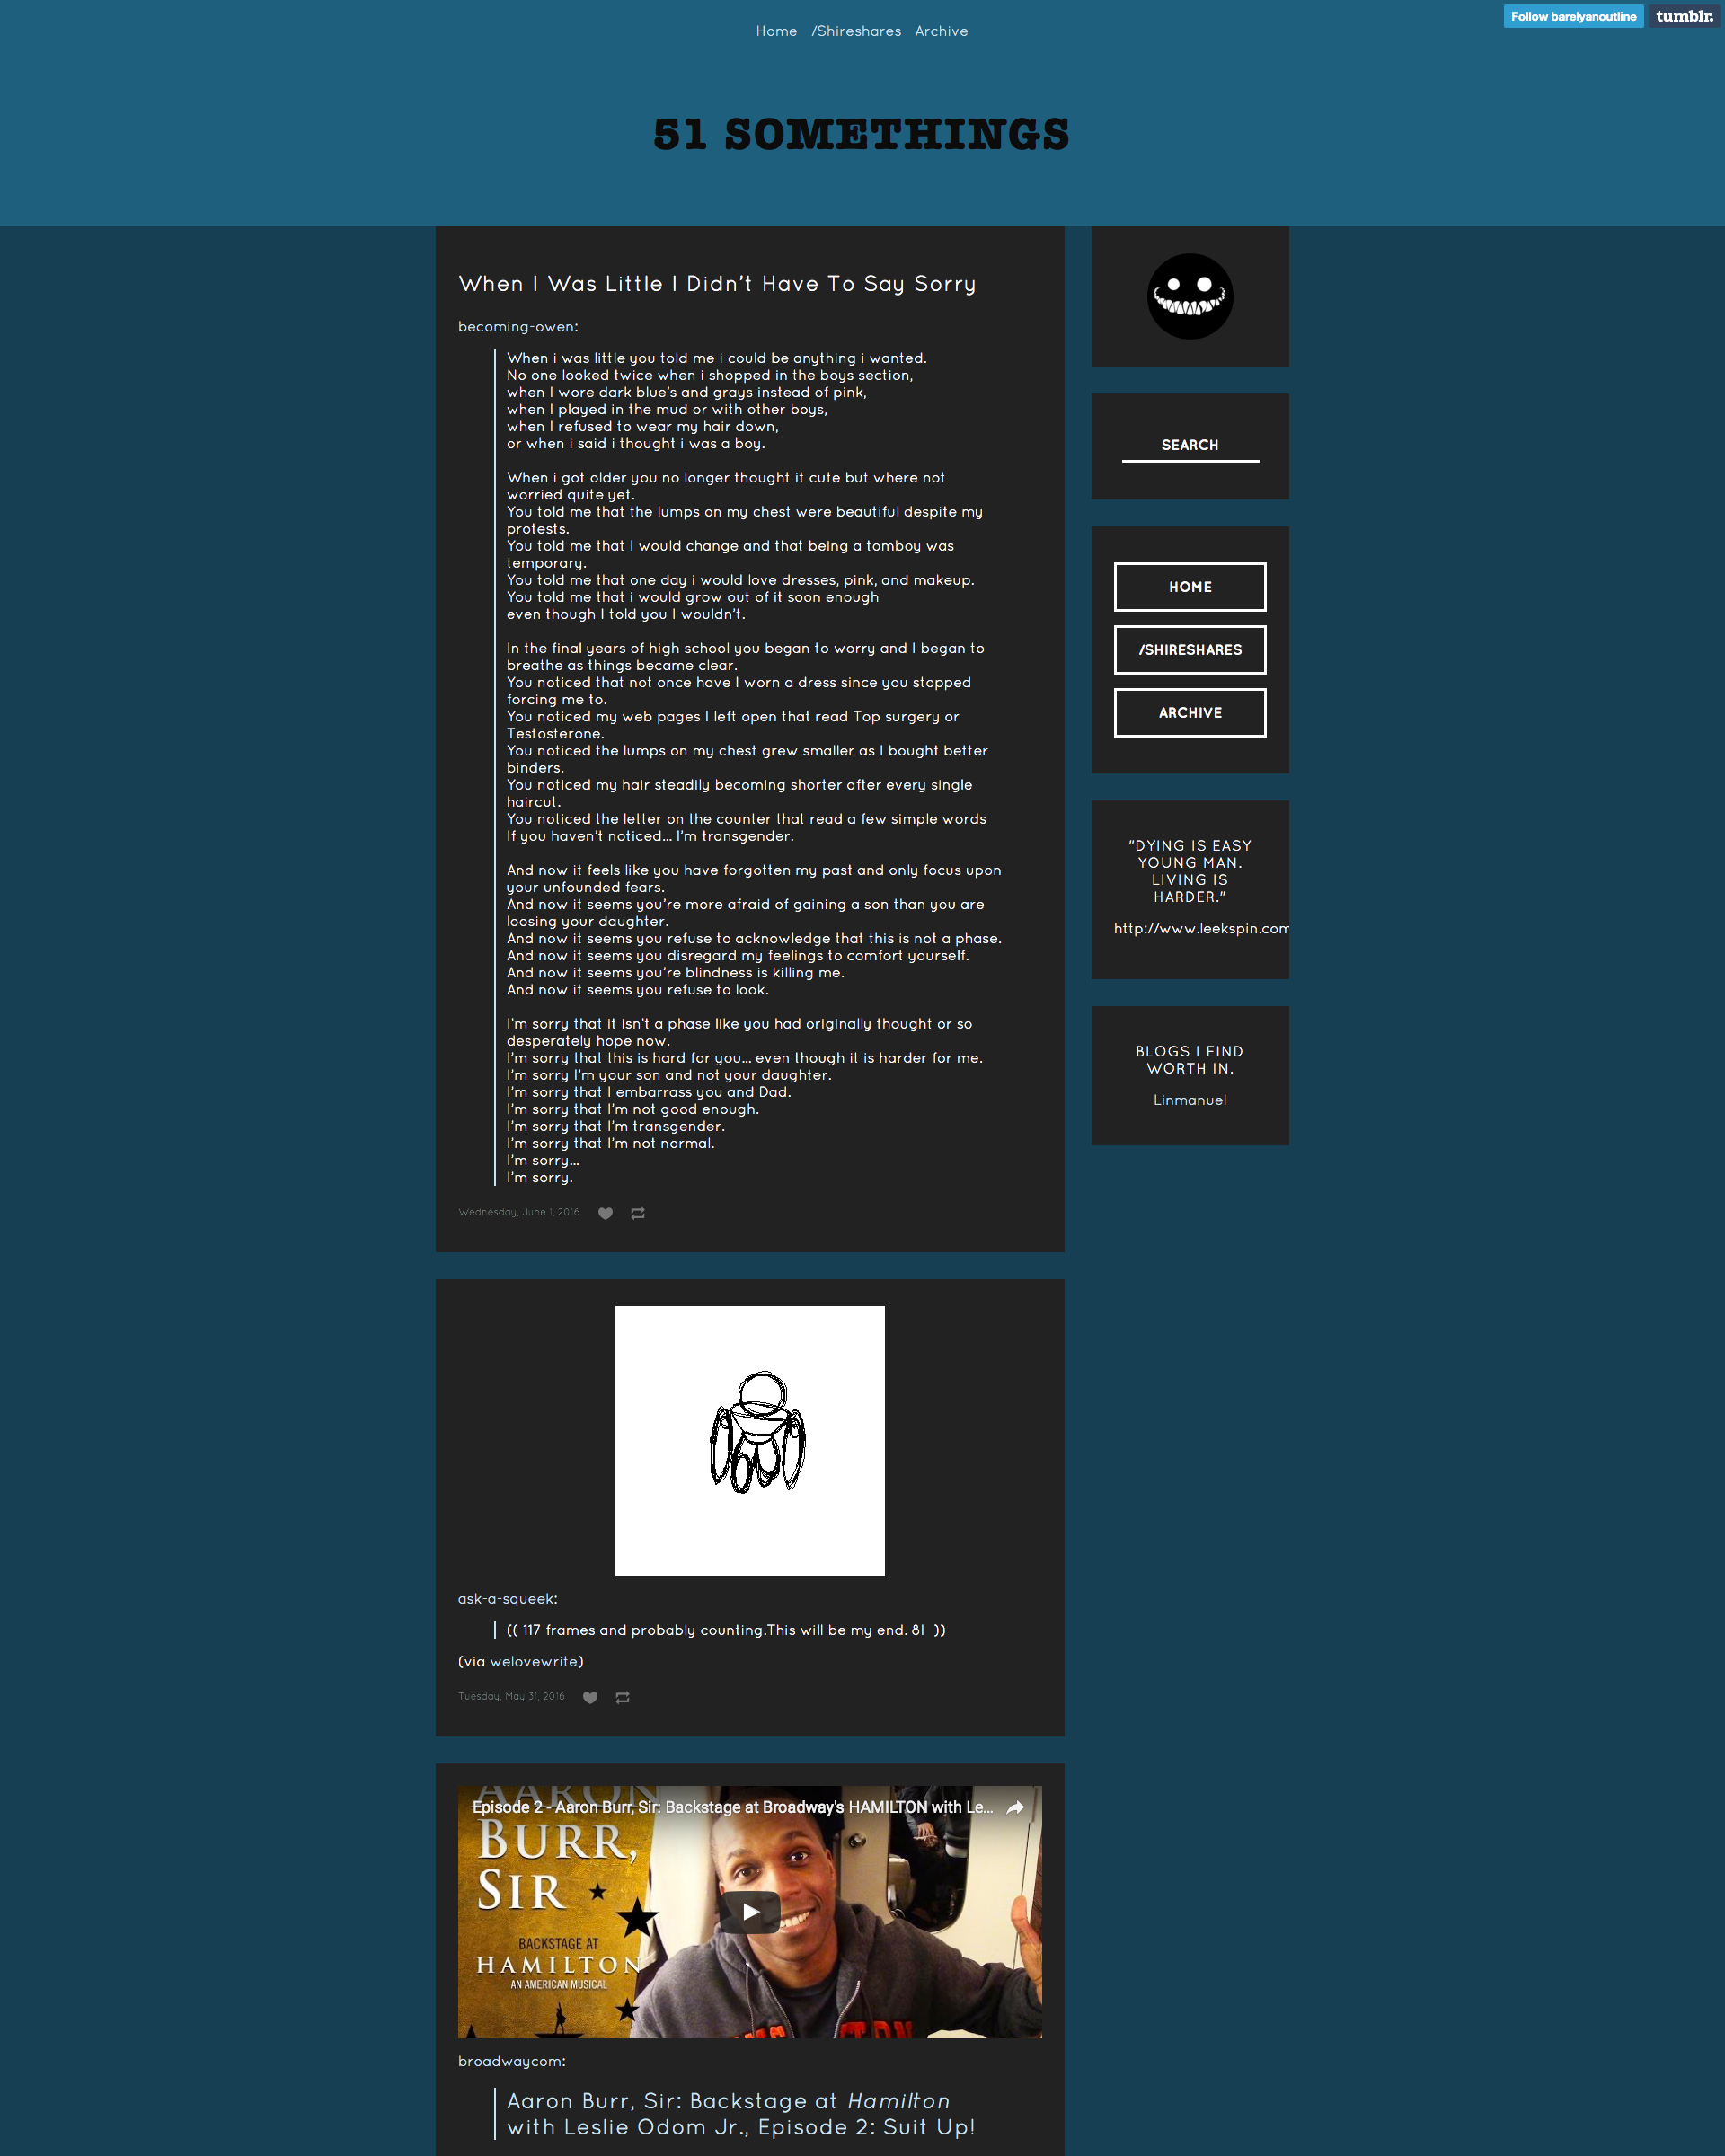 Home /Shireshares Archive
Follow barelyanoutline
tumblr.
51 SOMETHINGS
When I Was Little I Didn't Have To Say Sorry
becoming-owen:
When i was little you told me i could be anything i wanted.
No one looked twice when i shopped in the boys section,
when I wore dark blue's and grays instead of pink,
when I played in the mud or with other boys,
when I refused to wear my hair down,
or when i said i thought i was a boy.
When i got older you no longer thought it cute but where not
worried quite yet.
You told me that the lumps on my chest were beautiful despite my
protests.
You told me that I would change and that being a tomboy was
temporary.
You told me that one day i would love dresses, pink, and makeup.
You told me that i would grow out of it soon enough
even though I told you I wouldn't.
In the final years of high school you began to worry and I began to
breathe as things became clear.
You noticed that not once have I worn a dress since you stopped
forcing me to.
You noticed my web pages I left open that read Top surgery or
Testosterone.
You noticed the lumps on my chest grew smaller as I bought better
binders.
You noticed my hair steadily becoming shorter after every single
haircut.
You noticed the letter on the counter that read a few simple words
If you haven't noticed… I'm transgender.
And now it feels like you have forgotten my past and only focus upon
your unfounded fears.
And now it seems you're more afraid of gaining a son than you are
loosing your daughter.
And now it seems you refuse to acknowledge that this is not a phase.
And now it seems you disregard my feelings to comfort yourself.
And now it seems you're blindness is killing me.
And now it seems you refuse to look.
I'm sorry that it isn't a phase like you had originally thought or so
desperately hope now.
I'm sorry that this is hard for you… even though it is harder for me.
I'm sorry I'm your son and not your daughter.
I'm sorry that I embarrass you and Dad.
I'm sorry that I'm not good enough.
I'm sorry that I'm transgender.
I'm sorry that I'm not normal.
I'm sorry…
I'm sorry.
Wednesday, June 1, 2016
SEARCH
HOME
/SHIRESHARES
ARCHIVE
"DYING IS EASY
YOUNG MAN.
LIVING IS
HARDER."
http://www.leekspin.com
BLOGS I FIND
WORTH IN.
Linmanuel
ask-a-squeek:
(( 117 frames and probably counting.This will be my end. 8I ))
(via welovewrite)
Tuesday, May 31, 2016
Episode 2 - Aaron Burr, Sir: Backstage at Broadway's HAMILTON with Le...
AARON
BURR,
SIR
BACKSTAGE AT
HAMILTON
AN AMERICAN MUSICAL
broadwaycom:
Aaron Burr, Sir: Backstage at Hamilton
with Leslie Odom Jr., Episode 2: Suit Up!